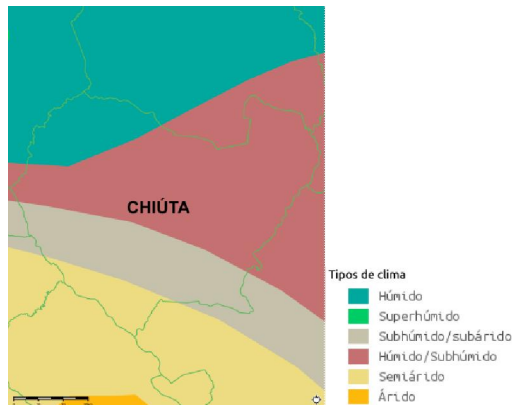 CHIÚTA
Tipos de clima
Húmido
Superhúmido
Subhúmido/subárido
Húmido/Subhúmido
Semiárido
Árido